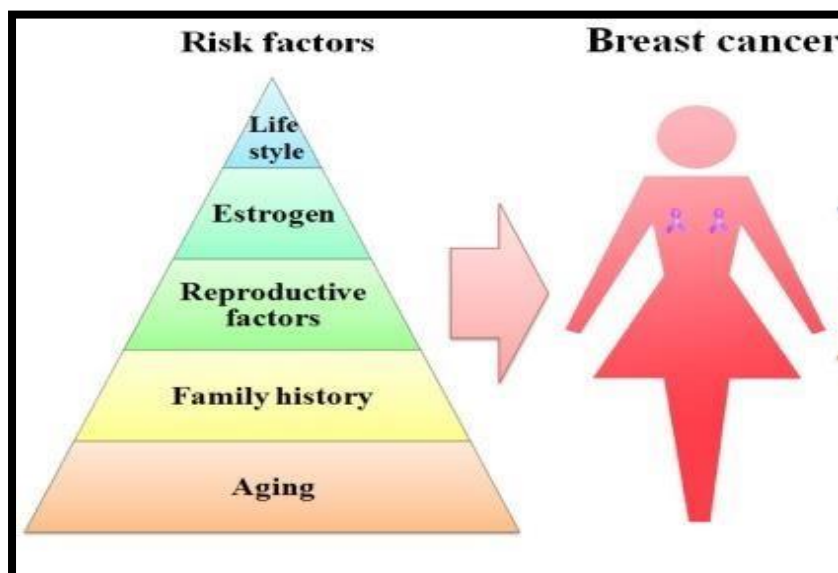 Risk factors
Breast cancer
Life
style
Estrogen
Reproductive
factors
Family history
Aging